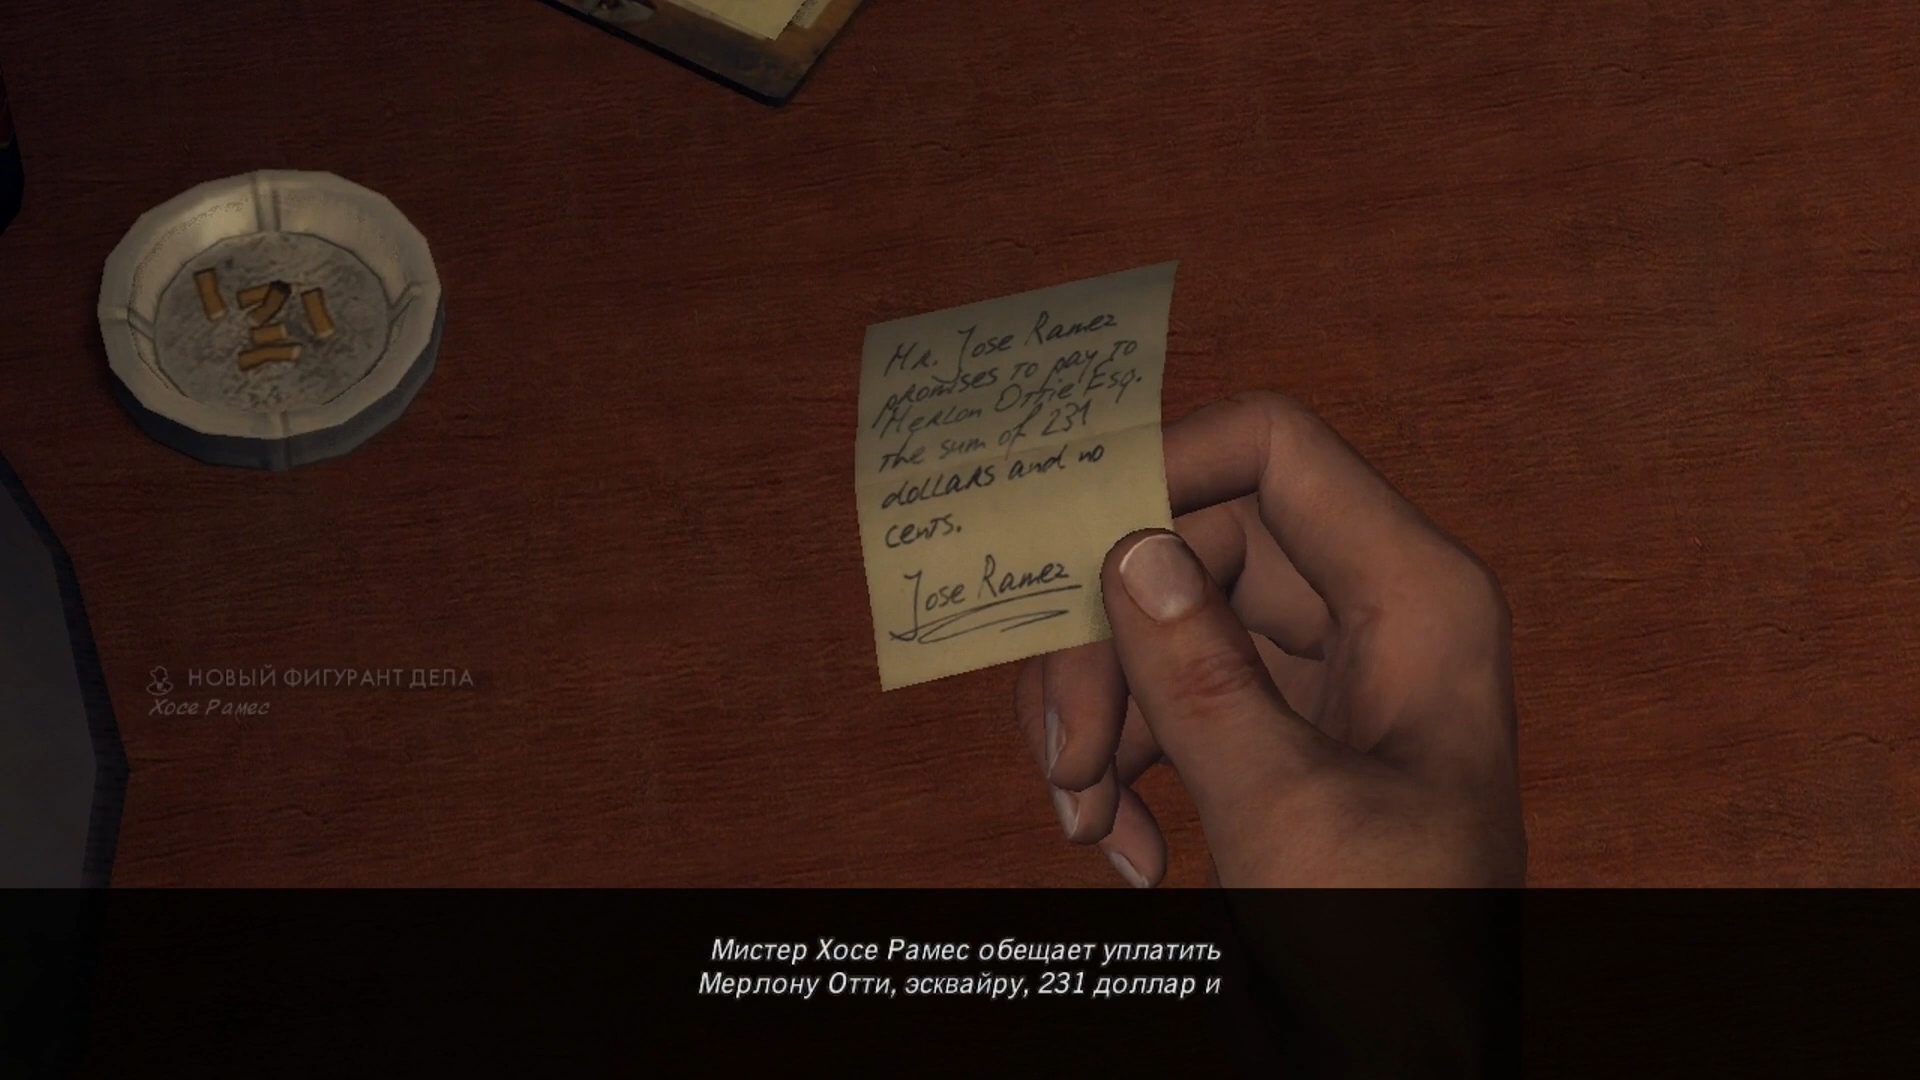 Mr. Jose Ramez
promises to pay to
Merlon Ottie Esq.
the sum of 231
dollars and no
cents.
Jose Ramez
НОВЫЙ ФИГУРАНТ ДЕЛА
Хосе Рамес
Мистер Хосе Рамес обещает уплатить
Мерлону Отти, эсквайру, 231 доллар и